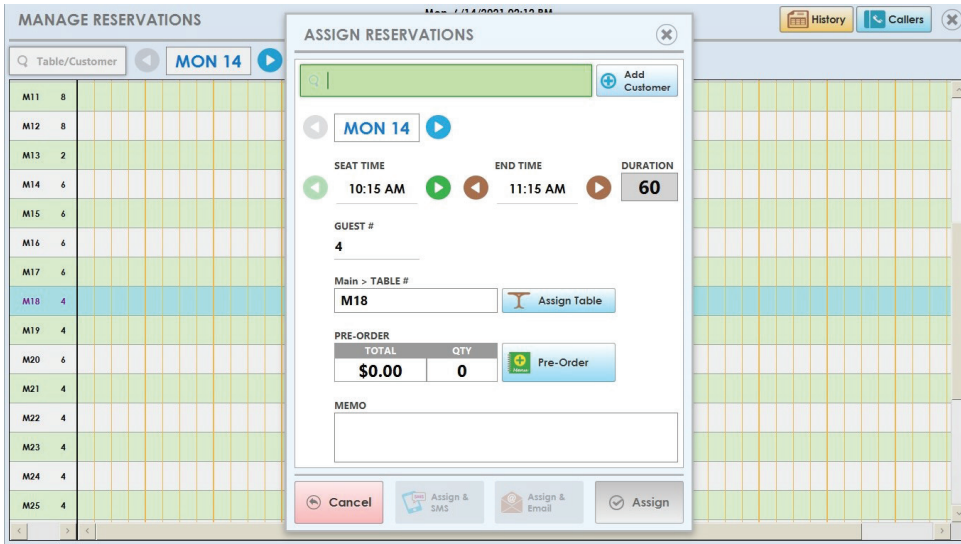 MANAGE RESERVATIONS
History
Callers
Table/Customer
MON 14
M11 8
M12 8
M13 2
M14 6
M15 6
M16 6
M17 6
M18 4
M19 4
M20 6
M21 4
M22 4
M23 4
M24 4
M25 4
ASSIGN RESERVATIONS
Add
Customer
MON 14
SEAT TIME END TIME DURATION
10:15 AM 11:15 AM 60
GUEST #
4
Main > TABLE #
M18 Assign Table
PRE-ORDER
TOTAL QTY
$0.00 0
Pre-Order
MEMO
Cancel
Assign &
SMS
Assign &
Email
Assign